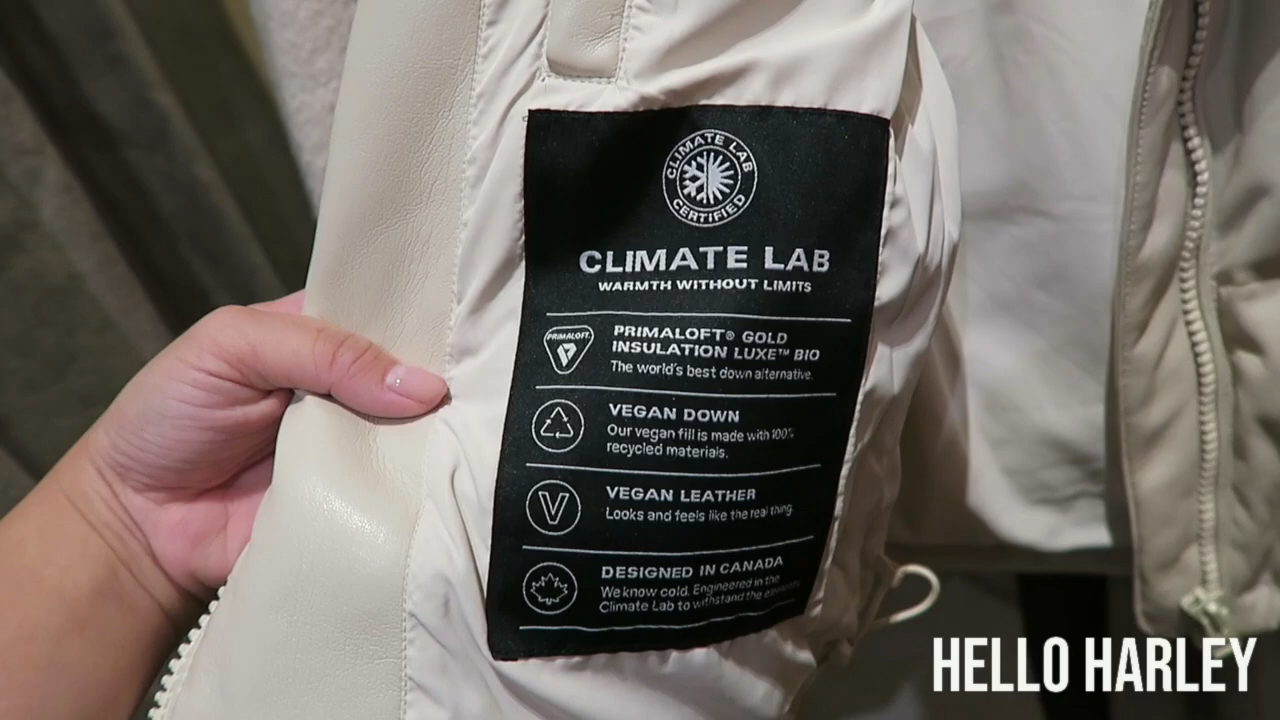 CLIMATE LAB
CERTIFIED
CLIMATE LAB
WARMTH WITHOUT LIMITS
PRIMALOFT®
PRIMALOFT® GOLD
INSULATION LUXE™ BIO
The world's best down alternative.
VEGAN DOWN
Our vegan fill is made with 100%
recycled materials.
V
VEGAN LEATHER
Looks and feels like the real thing.
DESIGNED IN CANADA
We know cold. Engineered in the
Climate Lab to withstand the elements
HELLO HARLEY